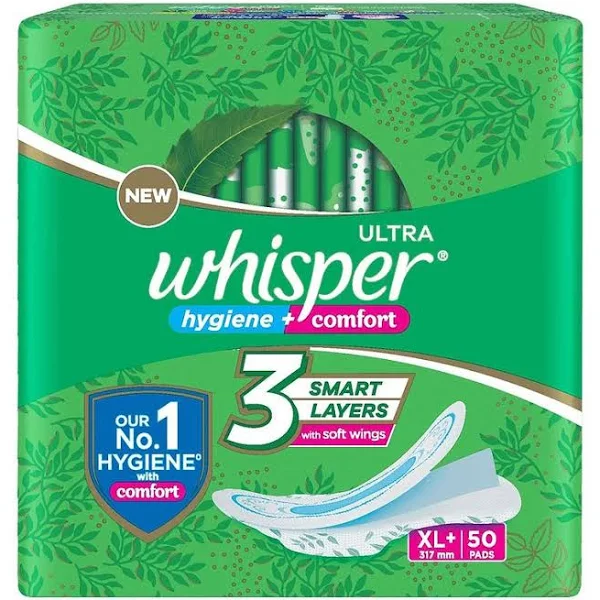 NEW
ULTRA
whisper®
hygiene + comfort
3 SMART
LAYERS
with soft wings
OUR
No.1
HYGIENE◊
with
comfort
XL+ 50
317 mm PADS